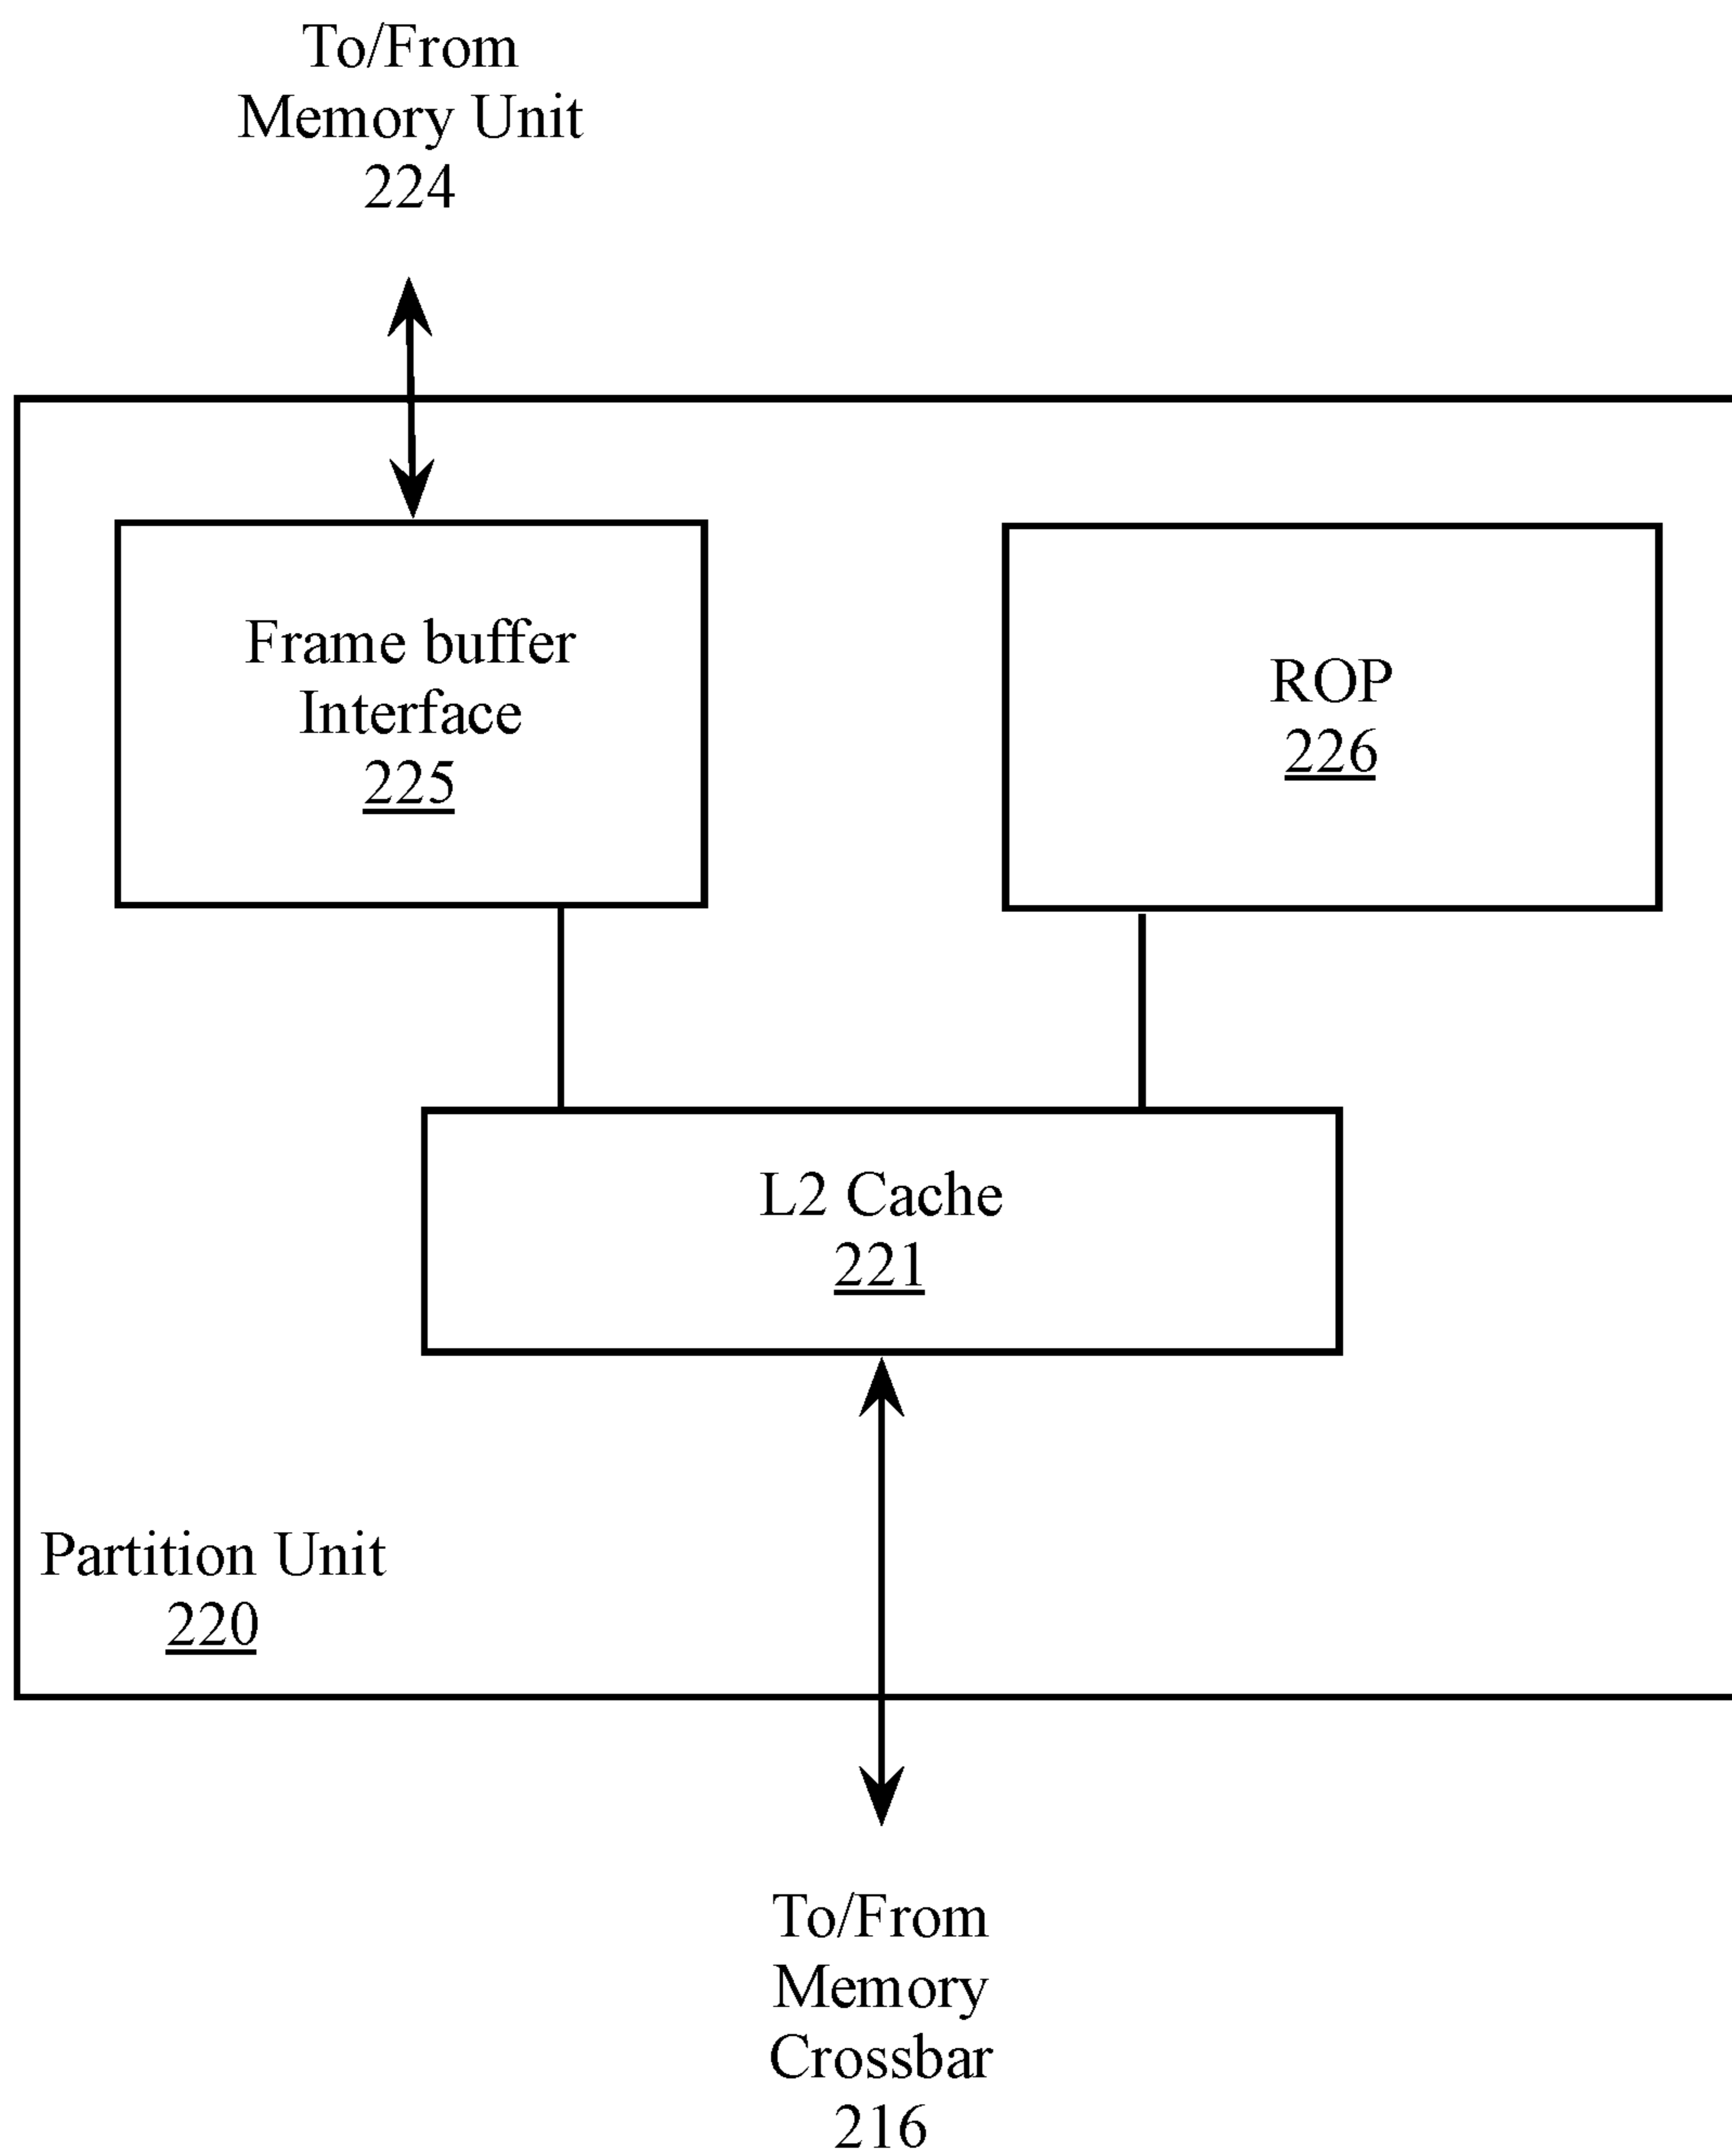 To/From
Memory Unit
224
Frame buffer
Interface
225
ROP
226
L2 Cache
221
Partition Unit
220
To/From
Memory
Crossbar
216